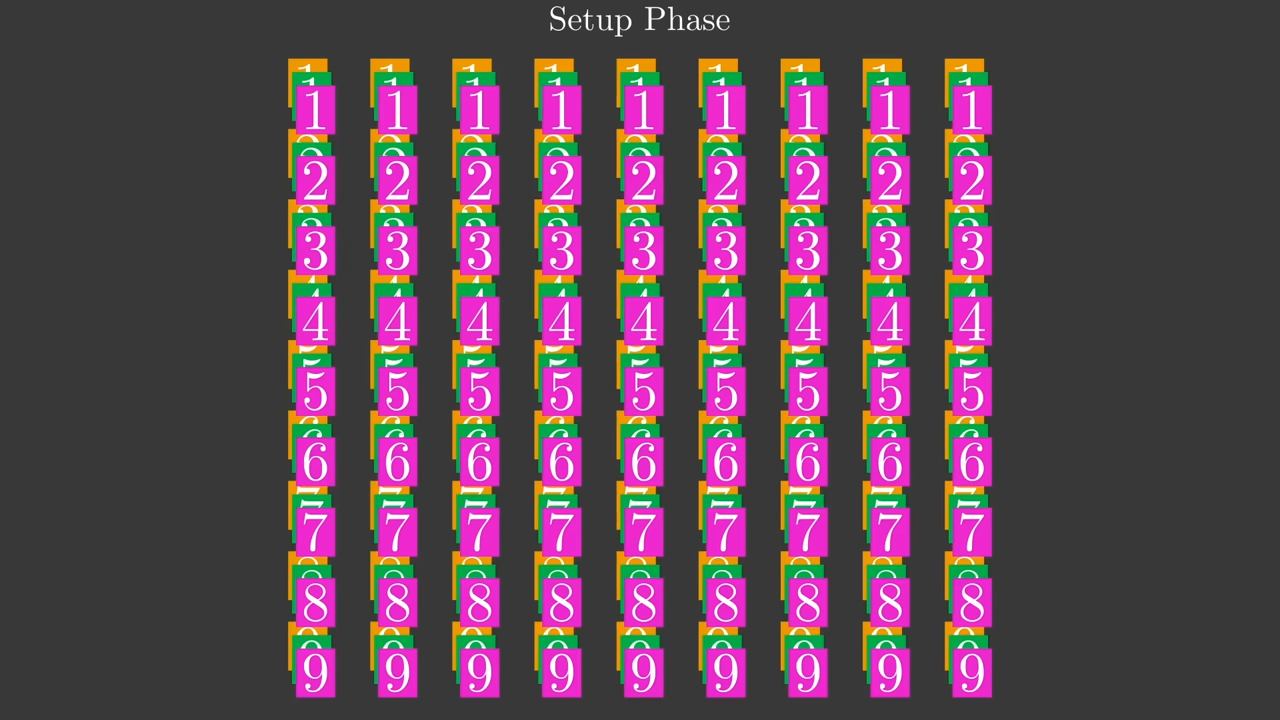 Setup Phase
1 1 1 1 1 1 1 1 1
2 2 2 2 2 2 2 2 2
3 3 3 3 3 3 3 3 3
4 4 4 4 4 4 4 4 4
5 5 5 5 5 5 5 5 5
6 6 6 6 6 6 6 6 6
7 7 7 7 7 7 7 7 7
8 8 8 8 8 8 8 8 8
9 9 9 9 9 9 9 9 9